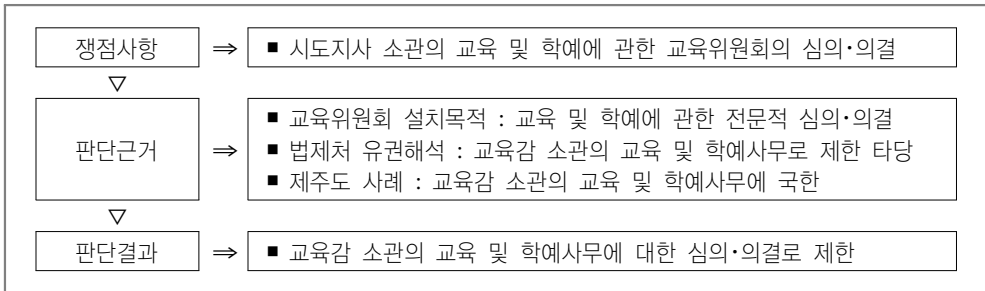 쟁점사항 ⇒ ■ 시도지사 소관의 교육 및 학예에 관한 교육위원회의 심의·의결
▽
판단근거 ⇒ ■ 교육위원회 설치목적 : 교육 및 학예에 관한 전문적 심의·의결
■ 법제처 유권해석 : 교육감 소관의 교육 및 학예사무로 제한 타당
■ 제주도 사례 : 교육감 소관의 교육 및 학예사무에 국한
▽
판단결과 ⇒ ■ 교육감 소관의 교육 및 학예사무에 대한 심의·의결로 제한